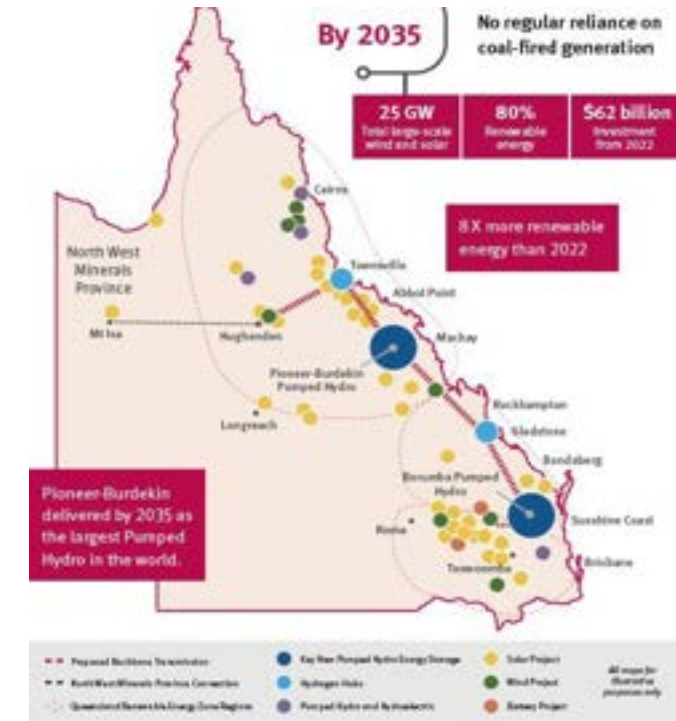 By 2035
No regular reliance on
coal-fired generation
25 GW
Total large-scale
wind and solar
80%
Renewable
energy
$62 billion
Investment
from 2022
8X more renewable
energy than 2022
Cairns
North West
Minerals
Province
Mt Isa
Townsville
Abbot Point
Hughenden
Mackay
Pioneer-Burdekin
Pumped Hydro
Longreach
Rockhampton
Gladstone
Bundaberg
Borumba Pumped
Hydro
Roma
Sunshine Coast
Toowoomba
Brisbane
Pioneer-Burdekin
delivered by 2035 as
the largest Pumped
Hydro in the world.
Proposed Backbone Transmission
North West Minerals Province Connection
Queensland Renewable Energy Zone Regions
Key New Pumped Hydro Energy Storage
Hydrogen Hubs
Pumped Hydro and Hydroelectric
Solar Project
Wind Project
Battery Project
All maps for
illustrative
purposes only